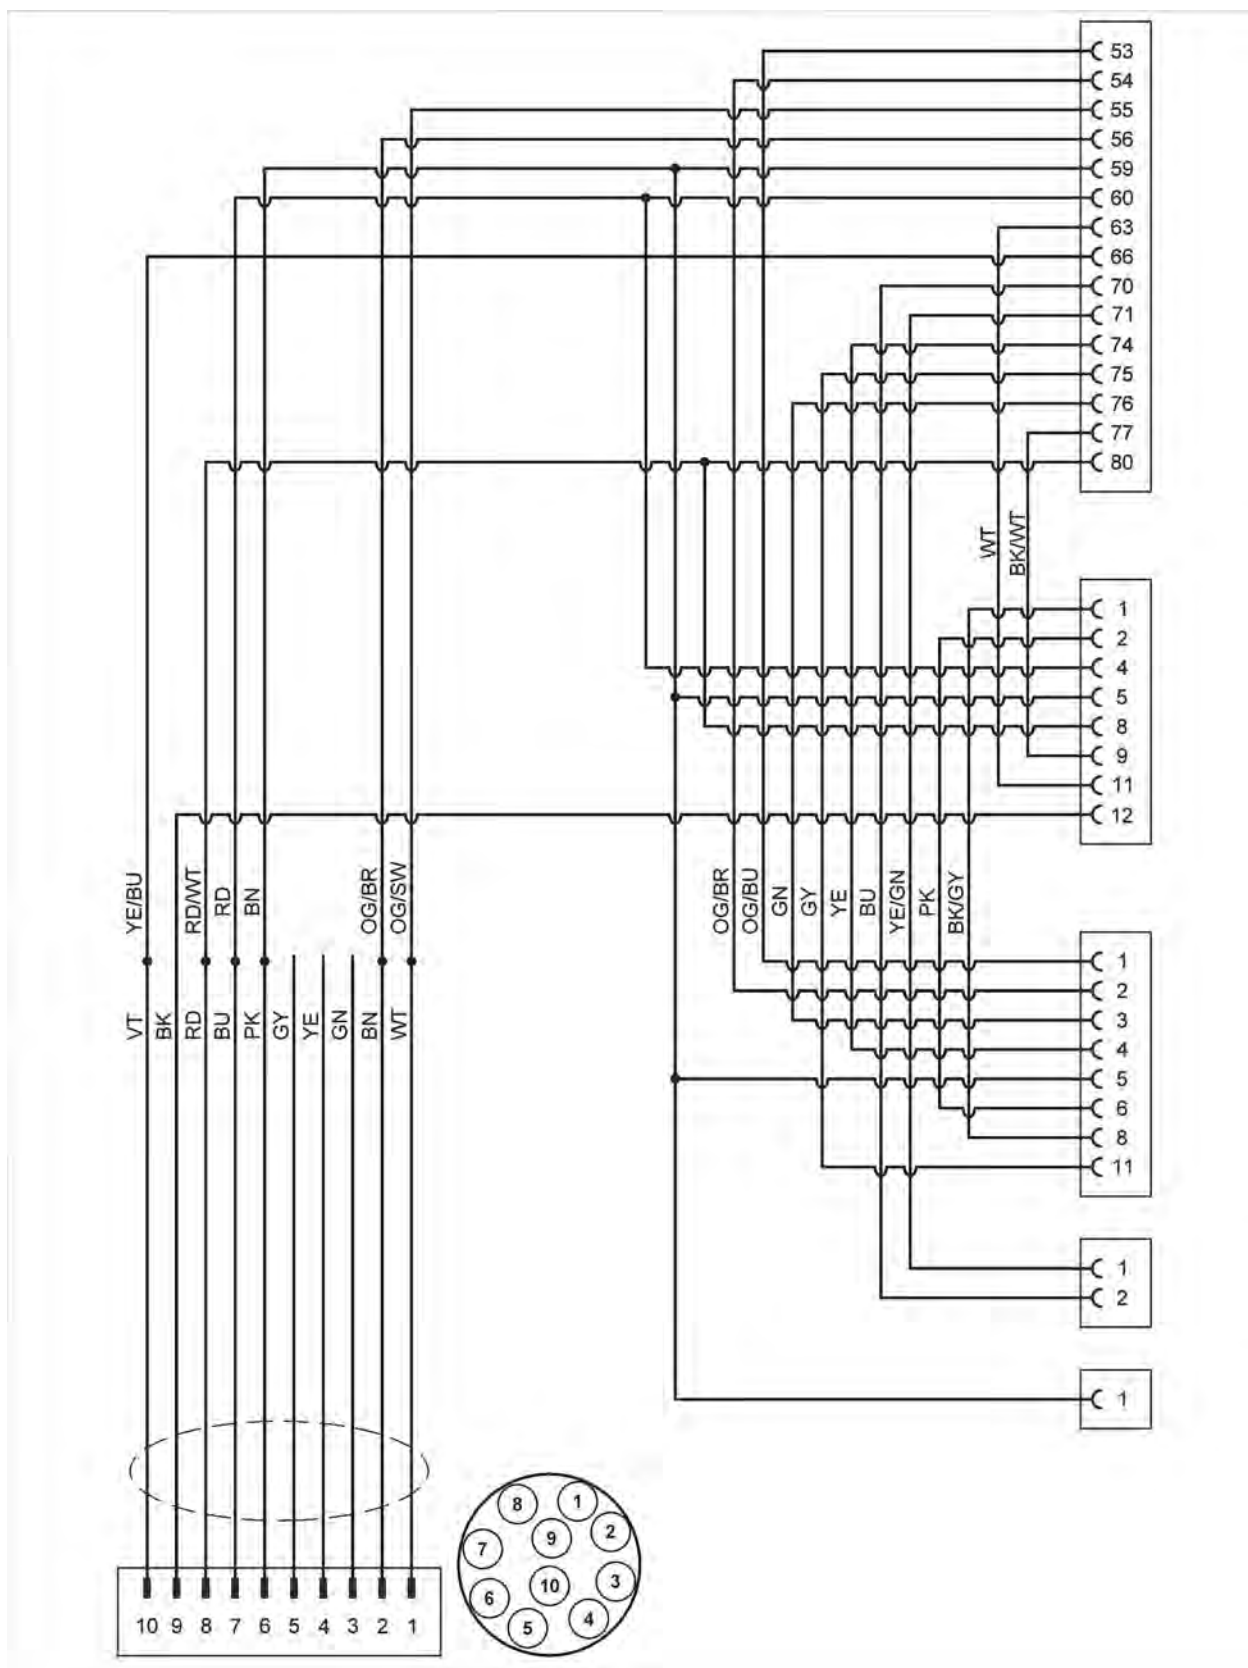 53
54
55
56
59
60
63
66
70
71
74
75
76
77
80
WT
BK/WT
1
2
4
5
8
9
11
12
YE/BU
RD/WT
RD
BN
OG/BR
OG/SW
OG/BR
OG/BU
GN
GY
YE
BU
YE/GN
PK
BK/GY
VT
BK
RD
BU
PK
GY
YE
GN
BN
WT
1
2
3
4
5
6
8
11
1
2
1
8 1
9 2
7
10 3
6
5 4
10 9 8 7 6 5 4 3 2 1